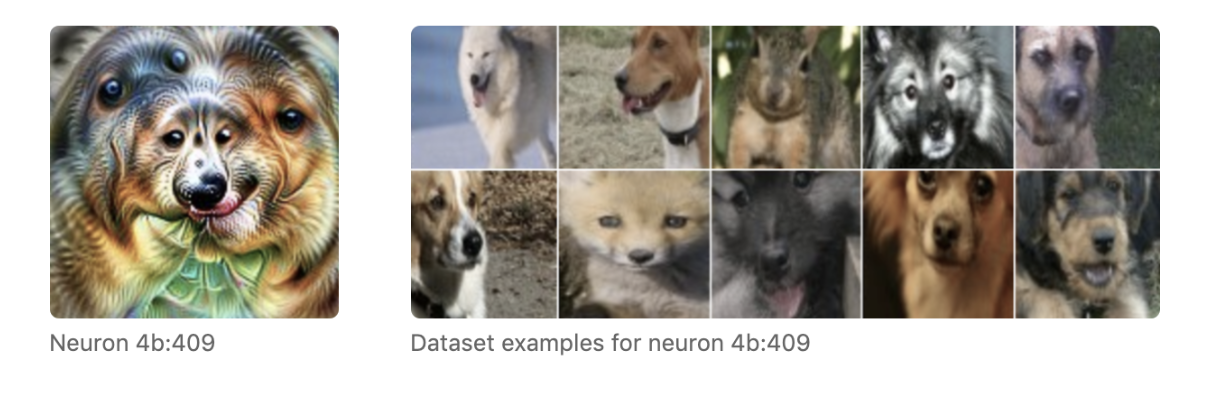 Neuron 4b:409
Dataset examples for neuron 4b:409